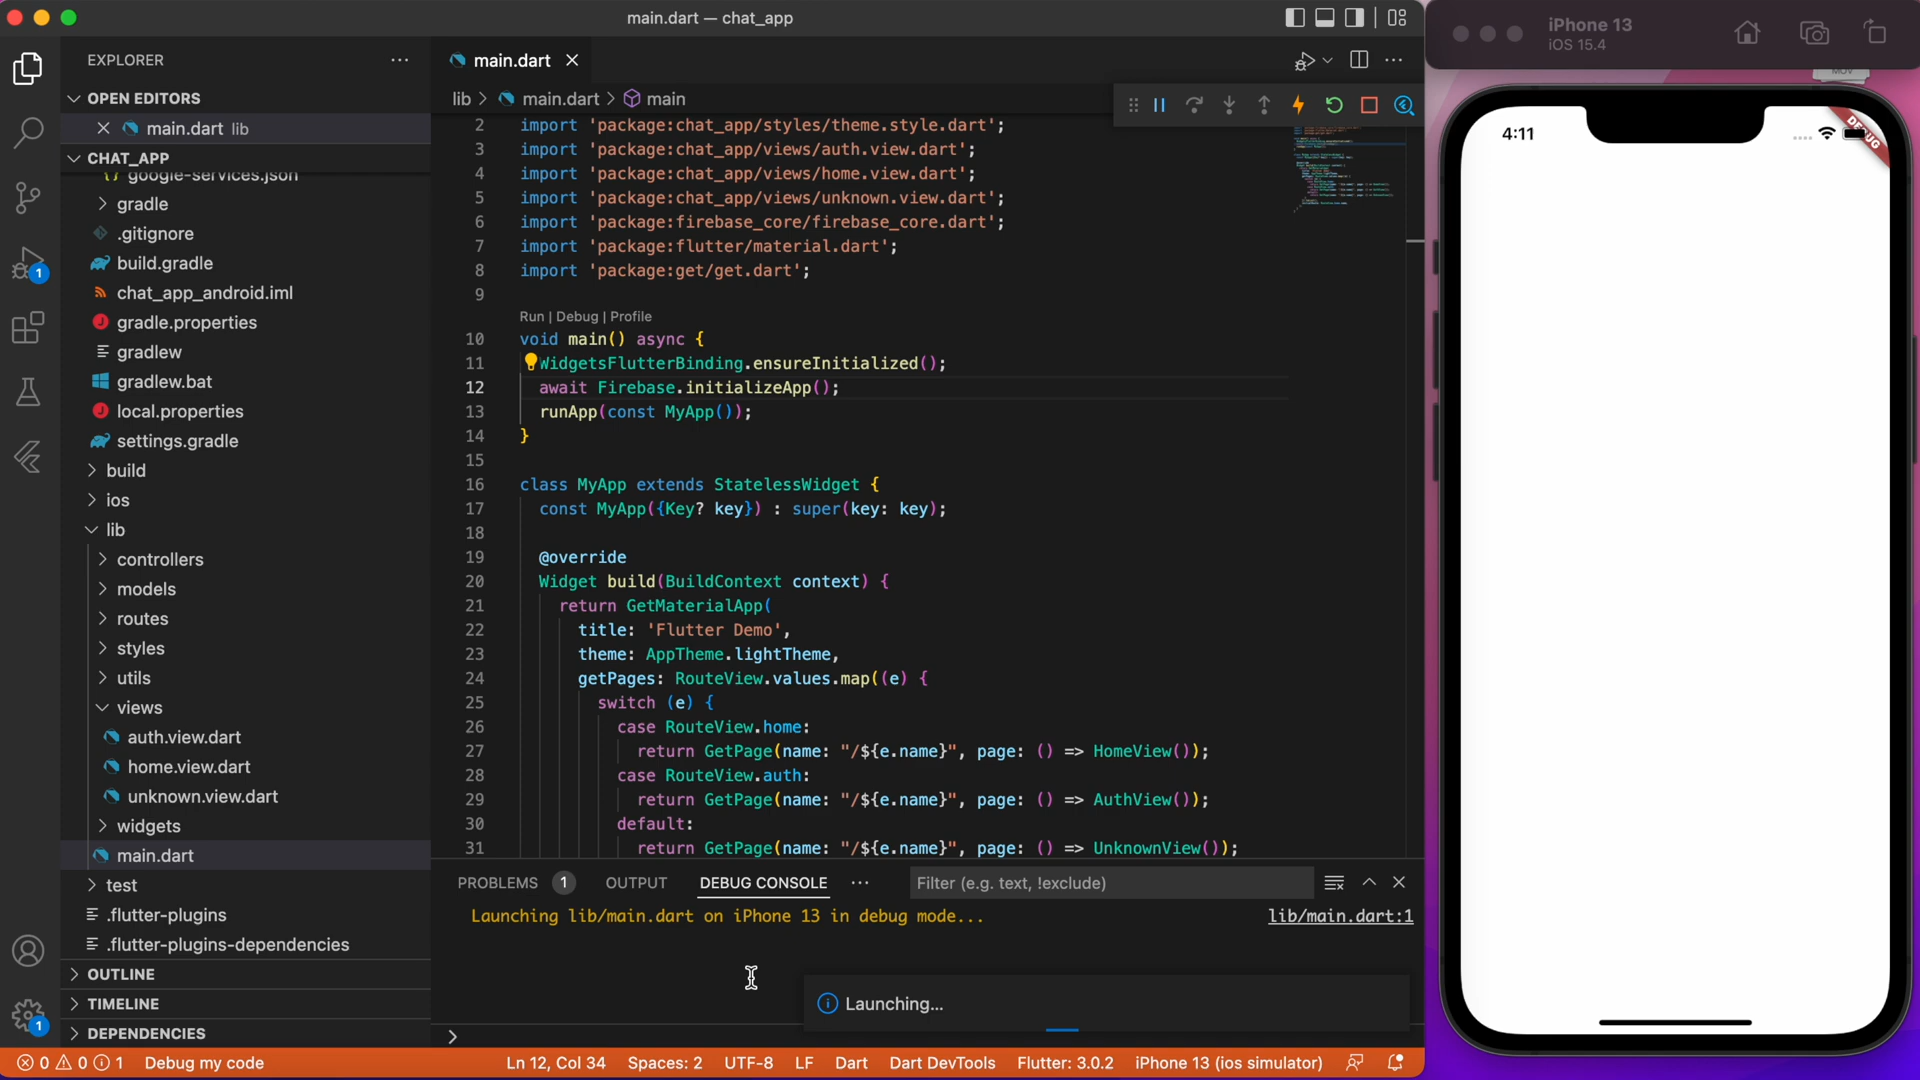 main.dart — chat_app
EXPLORER
OPEN EDITORS
main.dart lib
CHAT_APP
google-services.json
gradle
.gitignore
build.gradle
chat_app_android.iml
gradle.properties
gradlew
gradlew.bat
local.properties
settings.gradle
build
ios
lib
controllers
models
routes
styles
utils
views
auth.view.dart
home.view.dart
unknown.view.dart
widgets
main.dart
test
.flutter-plugins
.flutter-plugins-dependencies
OUTLINE
TIMELINE
DEPENDENCIES
1
1
main.dart
lib > main.dart > main
2 import 'package:chat_app/styles/theme.style.dart';
3 import 'package:chat_app/views/auth.view.dart';
4 import 'package:chat_app/views/home.view.dart';
5 import 'package:chat_app/views/unknown.view.dart';
6 import 'package:firebase_core/firebase_core.dart';
7 import 'package:flutter/material.dart';
8 import 'package:get/get.dart';
9
Run | Debug | Profile
10 void main() async {
11 WidgetsFlutterBinding.ensureInitialized();
12 await Firebase.initializeApp();
13 runApp(const MyApp());
14 }
15
16 class MyApp extends StatelessWidget {
17 const MyApp({Key? key}) : super(key: key);
18
19 @override
20 Widget build(BuildContext context) {
21 return GetMaterialApp(
22 title: 'Flutter Demo',
23 theme: AppTheme.lightTheme,
24 getPages: RouteView.values.map((e) {
25 switch (e) {
26 case RouteView.home:
27 return GetPage(name: "/${e.name}", page: () => HomeView());
28 case RouteView.auth:
29 return GetPage(name: "/${e.name}", page: () => AuthView());
30 default:
31 return GetPage(name: "/${e.name}", page: () => UnknownView());
PROBLEMS 1 OUTPUT DEBUG CONSOLE Filter (e.g. text, !exclude)
Launching lib/main.dart on iPhone 13 in debug mode... lib/main.dart:1
Launching...
0 0 1 Debug my code Ln 12, Col 34 Spaces: 2 UTF-8 LF Dart Dart DevTools Flutter: 3.0.2 iPhone 13 (ios simulator)
iPhone 13
iOS 15.4
MOV
4:11
DEBUG